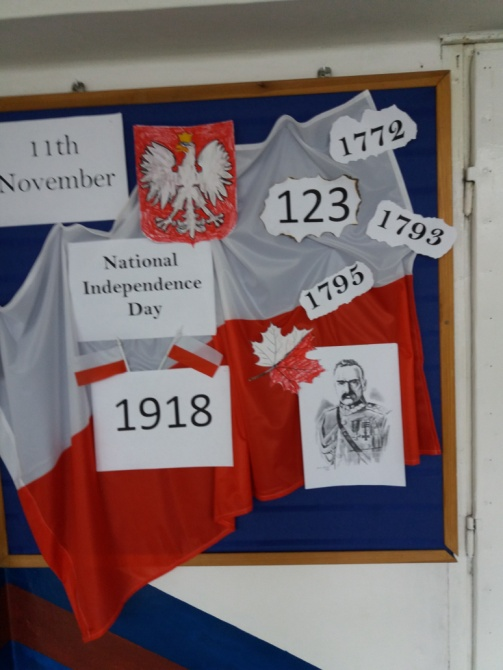 11th
November
National
Independence
Day
1918
1772
123
1793
1795